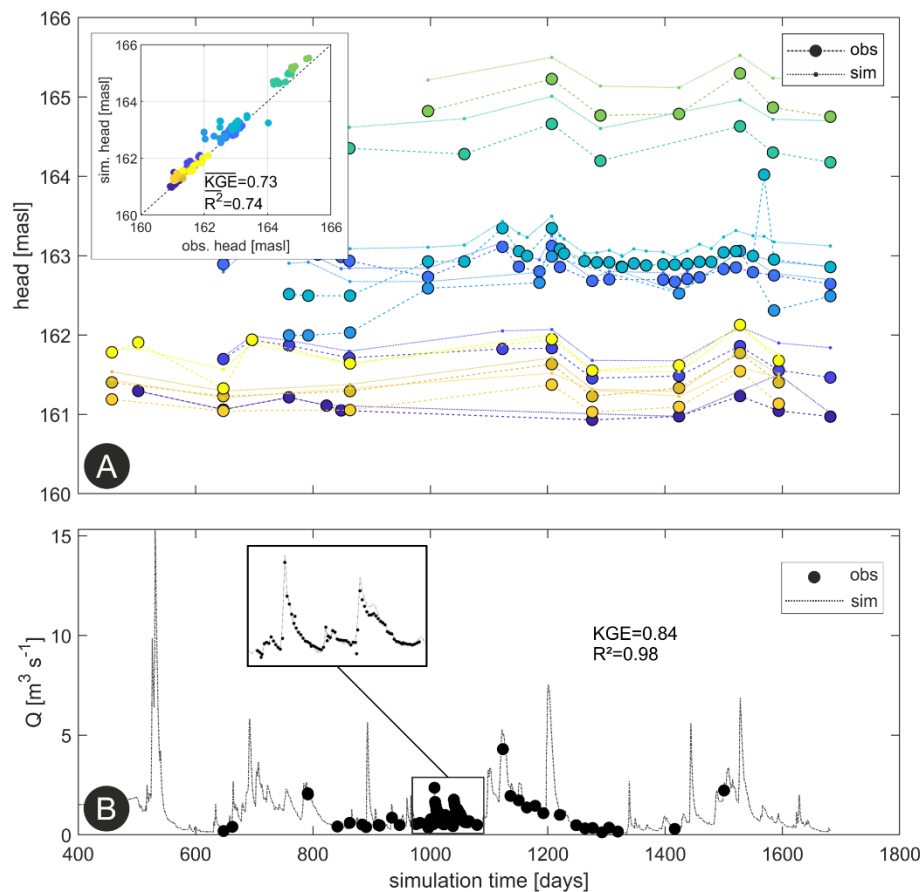 166
165
164
163
162
161
160
head [masl]
obs
sim
166
164
162
160
sim. head [masl]
KGE=0.73
R²=0.74
160 162 164 166
obs. head [masl]
A
15
10
5
0
Q [m³ s⁻¹]
obs
sim
KGE=0.84
R²=0.98
B
400 600 800 1000 1200 1400 1600 1800
simulation time [days]